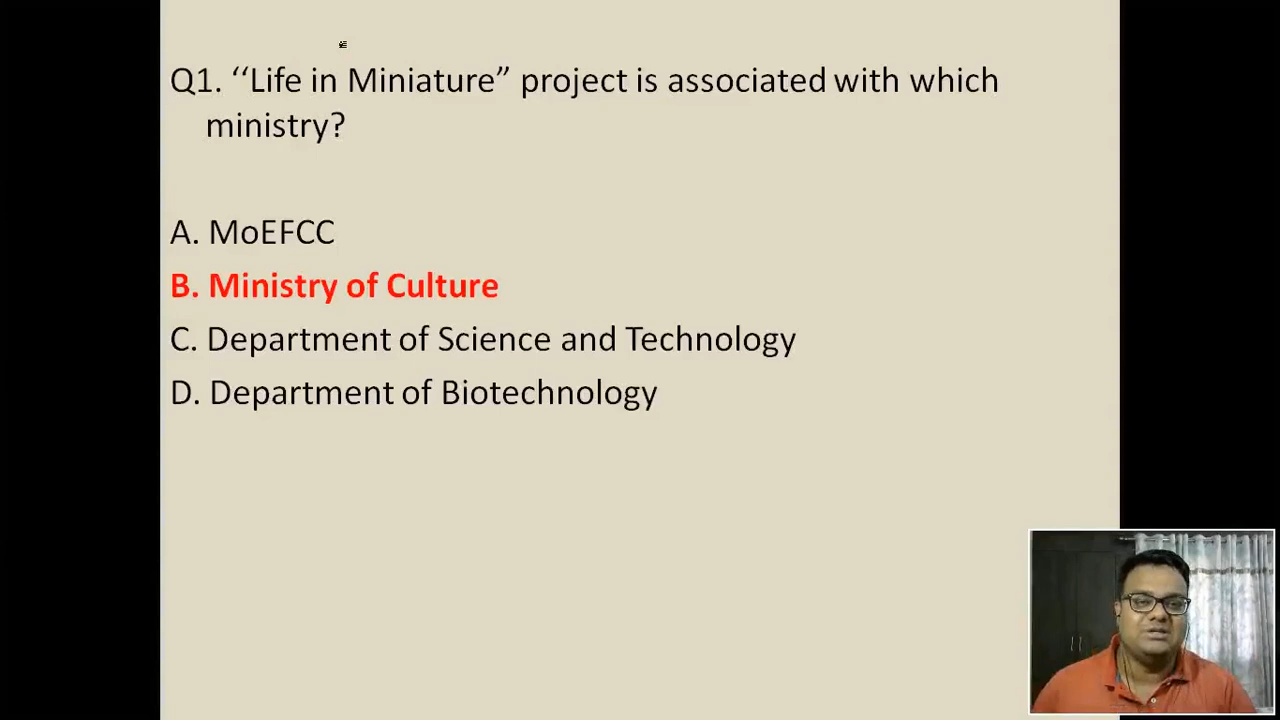 Q1. ‘‘Life in Miniature” project is associated with which
ministry?
A. MoEFCC
B. Ministry of Culture
C. Department of Science and Technology
D. Department of Biotechnology